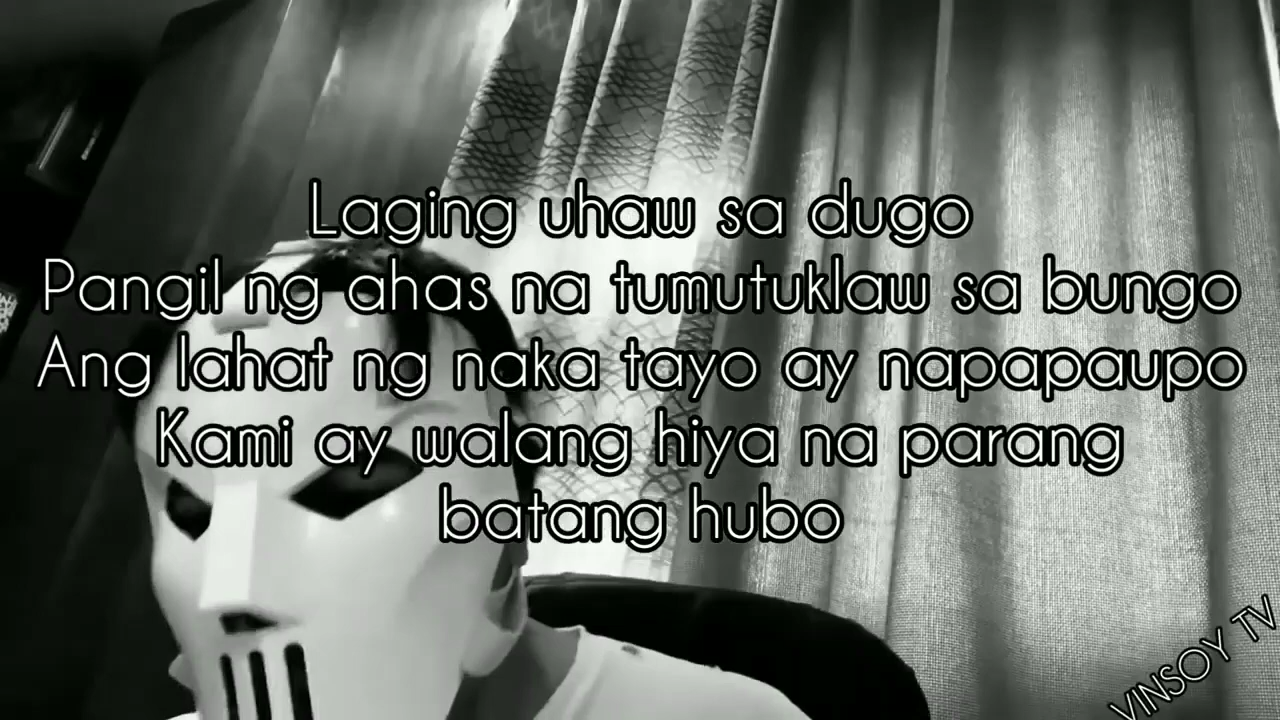 Laging uhaw sa dugo
Pangil ng ahas na tumutuklaw sa bungo
Ang lahat ng naka tayo ay napapaupo
Kami ay walang hiya na parang
batang hubo
VINSOY TV